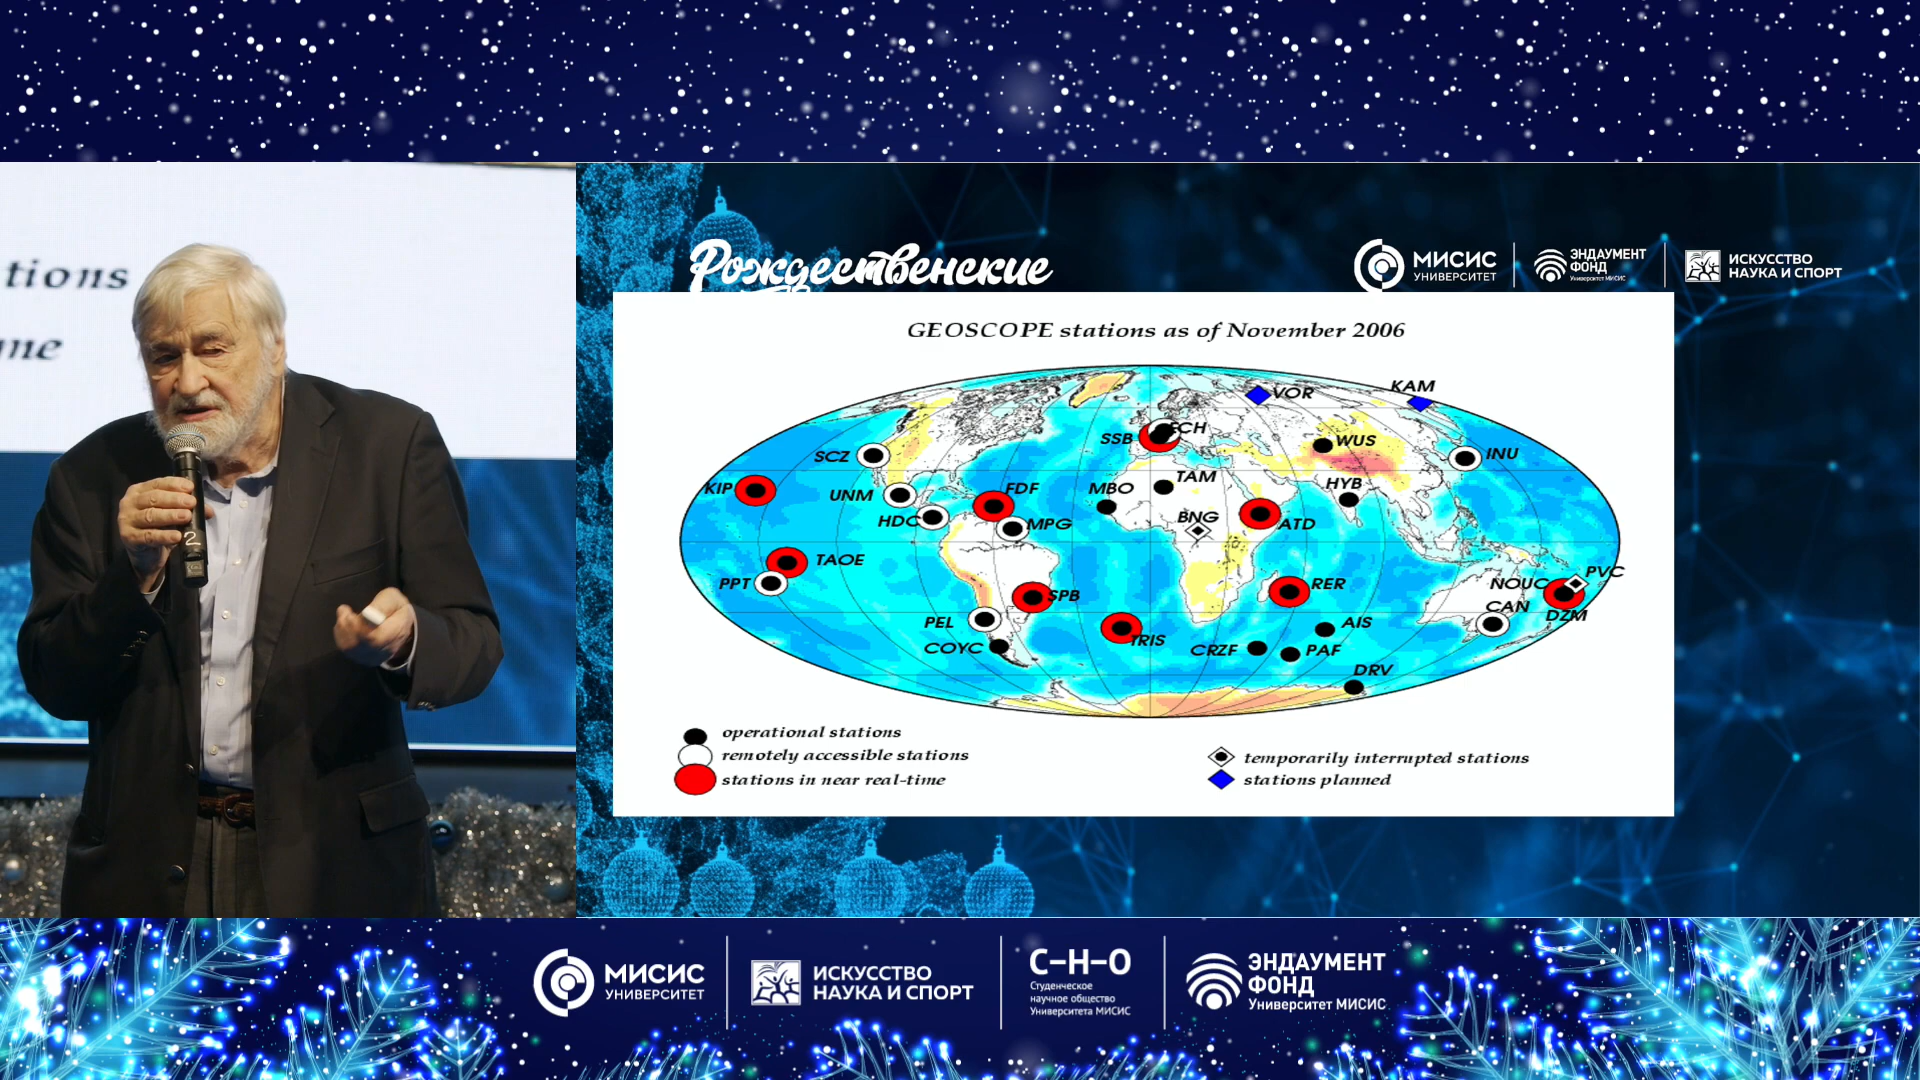 tions
me
2
Рождественские
МИСИС
УНИВЕРСИТЕТ
ЭНДАУМЕНТ
ФОНД
Университет МИСИС
ИСКУССТВО
НАУКА И СПОРТ
GEOSCOPE stations as of November 2006
VOR
KAM
ECH
SSB
WUS
INU
SCZ
TAM
KIP
UNM
FDF
MBO
HYB
HDC
MPG
BNG
ATD
TAOE
PPT
SPB
RER
NOUC
PVC
CAN
DZM
PEL
TRIS
AIS
COYC
CRZF
PAF
DRV
operational stations
remotely accessible stations
stations in near real-time
temporarily interrupted stations
stations planned
МИСИС
УНИВЕРСИТЕТ
ИСКУССТВО
НАУКА И СПОРТ
С–Н–О
Студенческое
научное общество
Университета МИСИС
ЭНДАУМЕНТ
ФОНД
Университет МИСИС